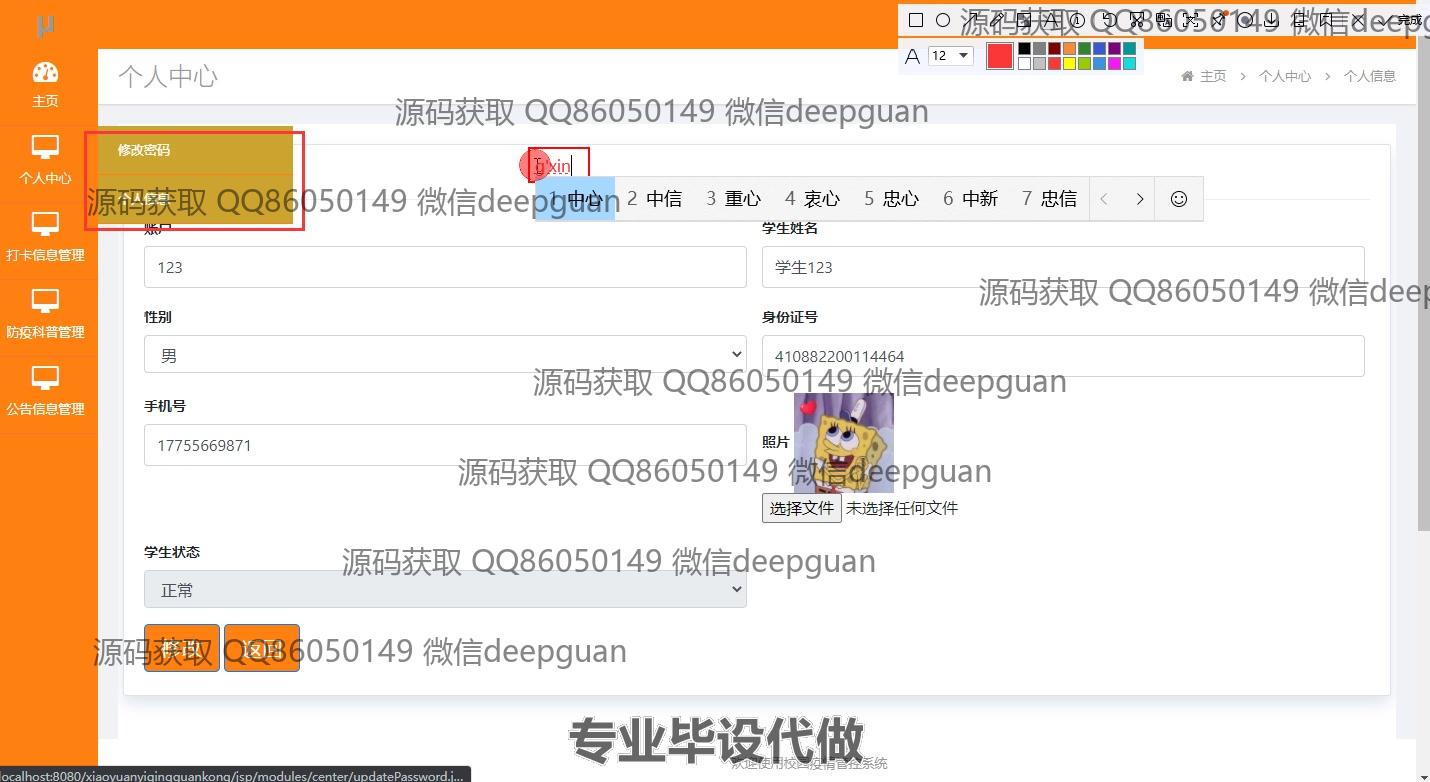 源码获取 QQ86050149 微信deepg
完成
μ
A 12
个人中心
主页 > 个人中心 > 个人信息
主页
源码获取 QQ86050149 微信deepguan
修改密码
g'xin
个人中心
个人信息
源码获取 QQ86050149 微信deepguan
1 中心 2 中信 3 重心 4 衷心 5 忠心 6 中新 7 忠信
账户
学生姓名
打卡信息管理
123
学生123
源码获取 QQ86050149 微信deep
性别
身份证号
防疫科普管理
男
410882200114464
源码获取 QQ86050149 微信deepguan
公告信息管理
手机号
17755669871
照片
源码获取 QQ86050149 微信deepguan
选择文件 未选择任何文件
学生状态
源码获取 QQ86050149 微信deepguan
正常
修改 返回
源码获取 QQ86050149 微信deepguan
专业毕设代做
欢迎使用校园疫情管控系统
localhost:8080/xiaoyuanyiqingguankong/jsp/modules/center/updatePassword.j...